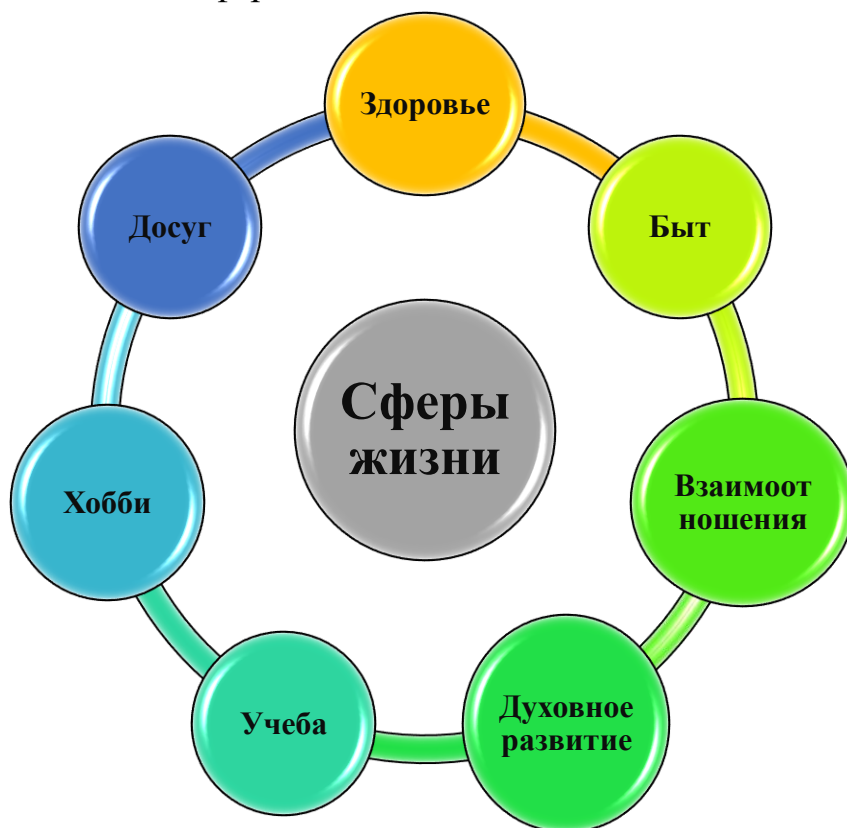 Здоровье
Быт
Взаимоот
ношения
Духовное
развитие
Учеба
Хобби
Досуг
Сферы
жизни